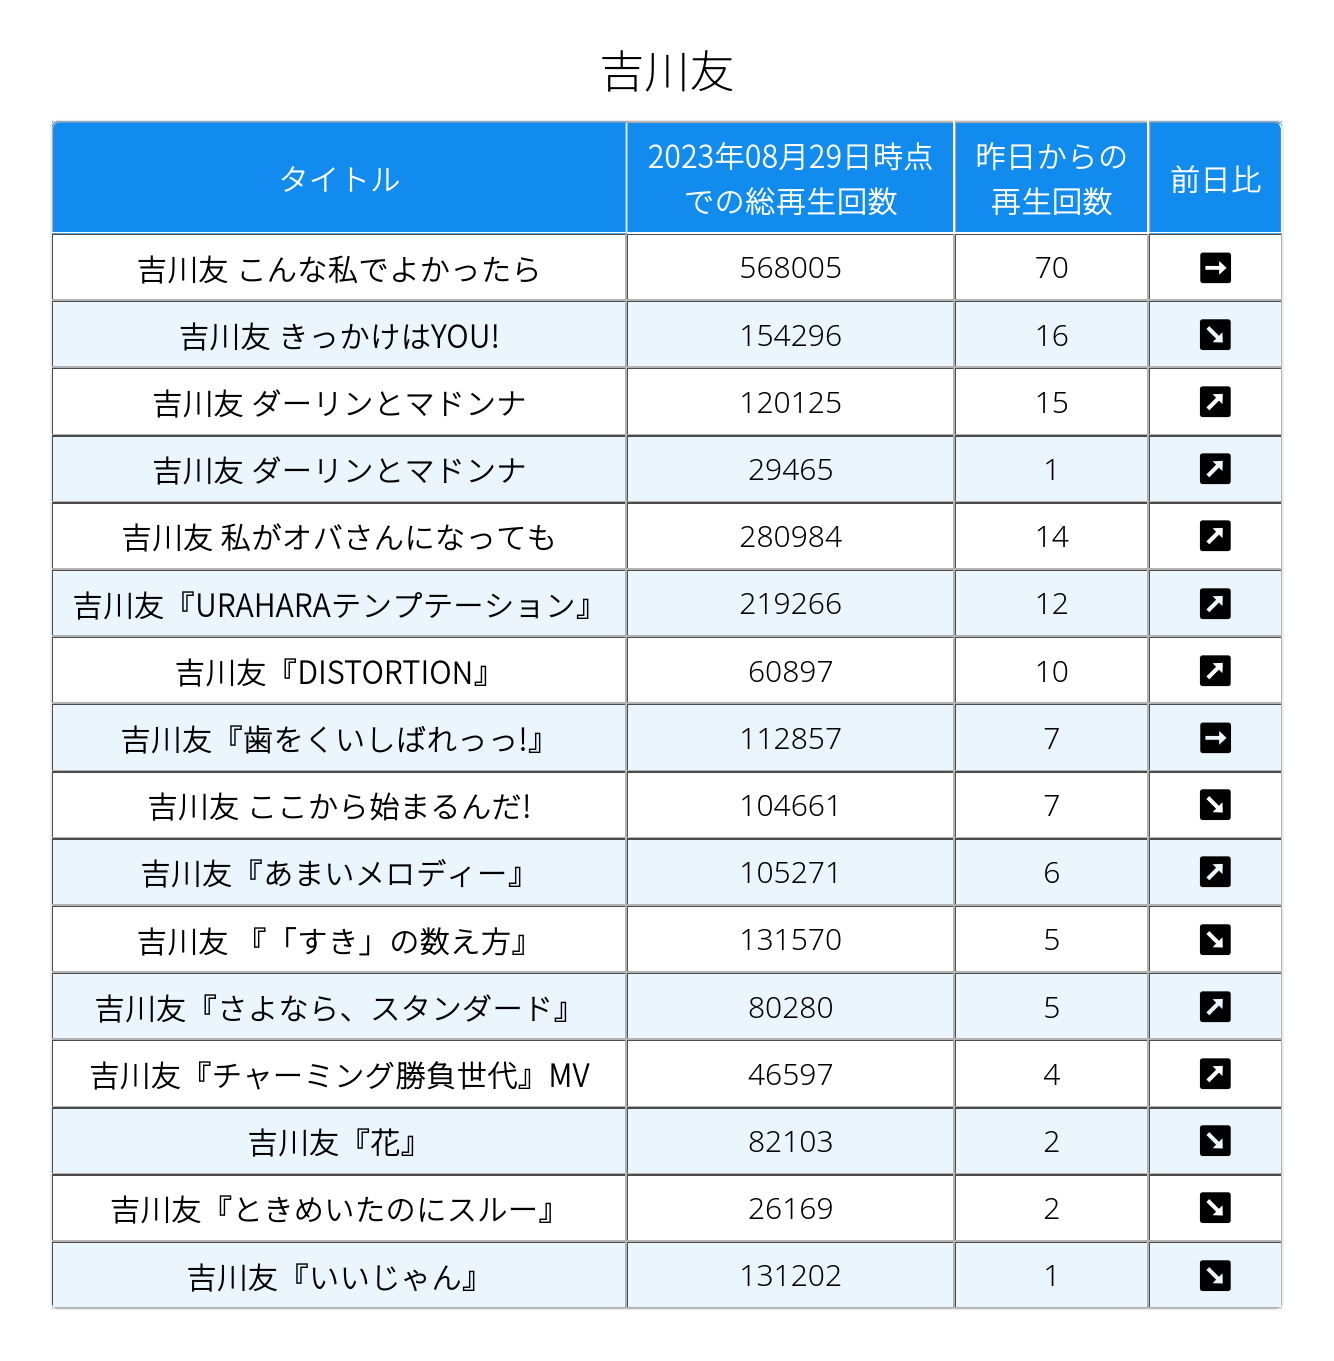 吉川友
タイトル 2023年08月29日時点での総再生回数 昨日からの再生回数 前日比
吉川友 こんな私でよかったら 568005 70 ➡
吉川友 きっかけはYOU! 154296 16 ↘
吉川友 ダーリンとマドンナ 120125 15 ↗
吉川友 ダーリンとマドンナ 29465 1 ↗
吉川友 私がオバさんになっても 280984 14 ↗
吉川友『URAHARAテンプテーション』 219266 12 ↗
吉川友『DISTORTION』 60897 10 ↗
吉川友『歯をくいしばれっっ!』 112857 7 ➡
吉川友 ここから始まるんだ! 104661 7 ↘
吉川友『あまいメロディー』 105271 6 ↗
吉川友 『「すき」の数え方』 131570 5 ↘
吉川友『さよなら、スタンダード』 80280 5 ↗
吉川友『チャーミング勝負世代』MV 46597 4 ↗
吉川友『花』 82103 2 ↘
吉川友『ときめいたのにスルー』 26169 2 ↘
吉川友『いいじゃん』 131202 1 ↘